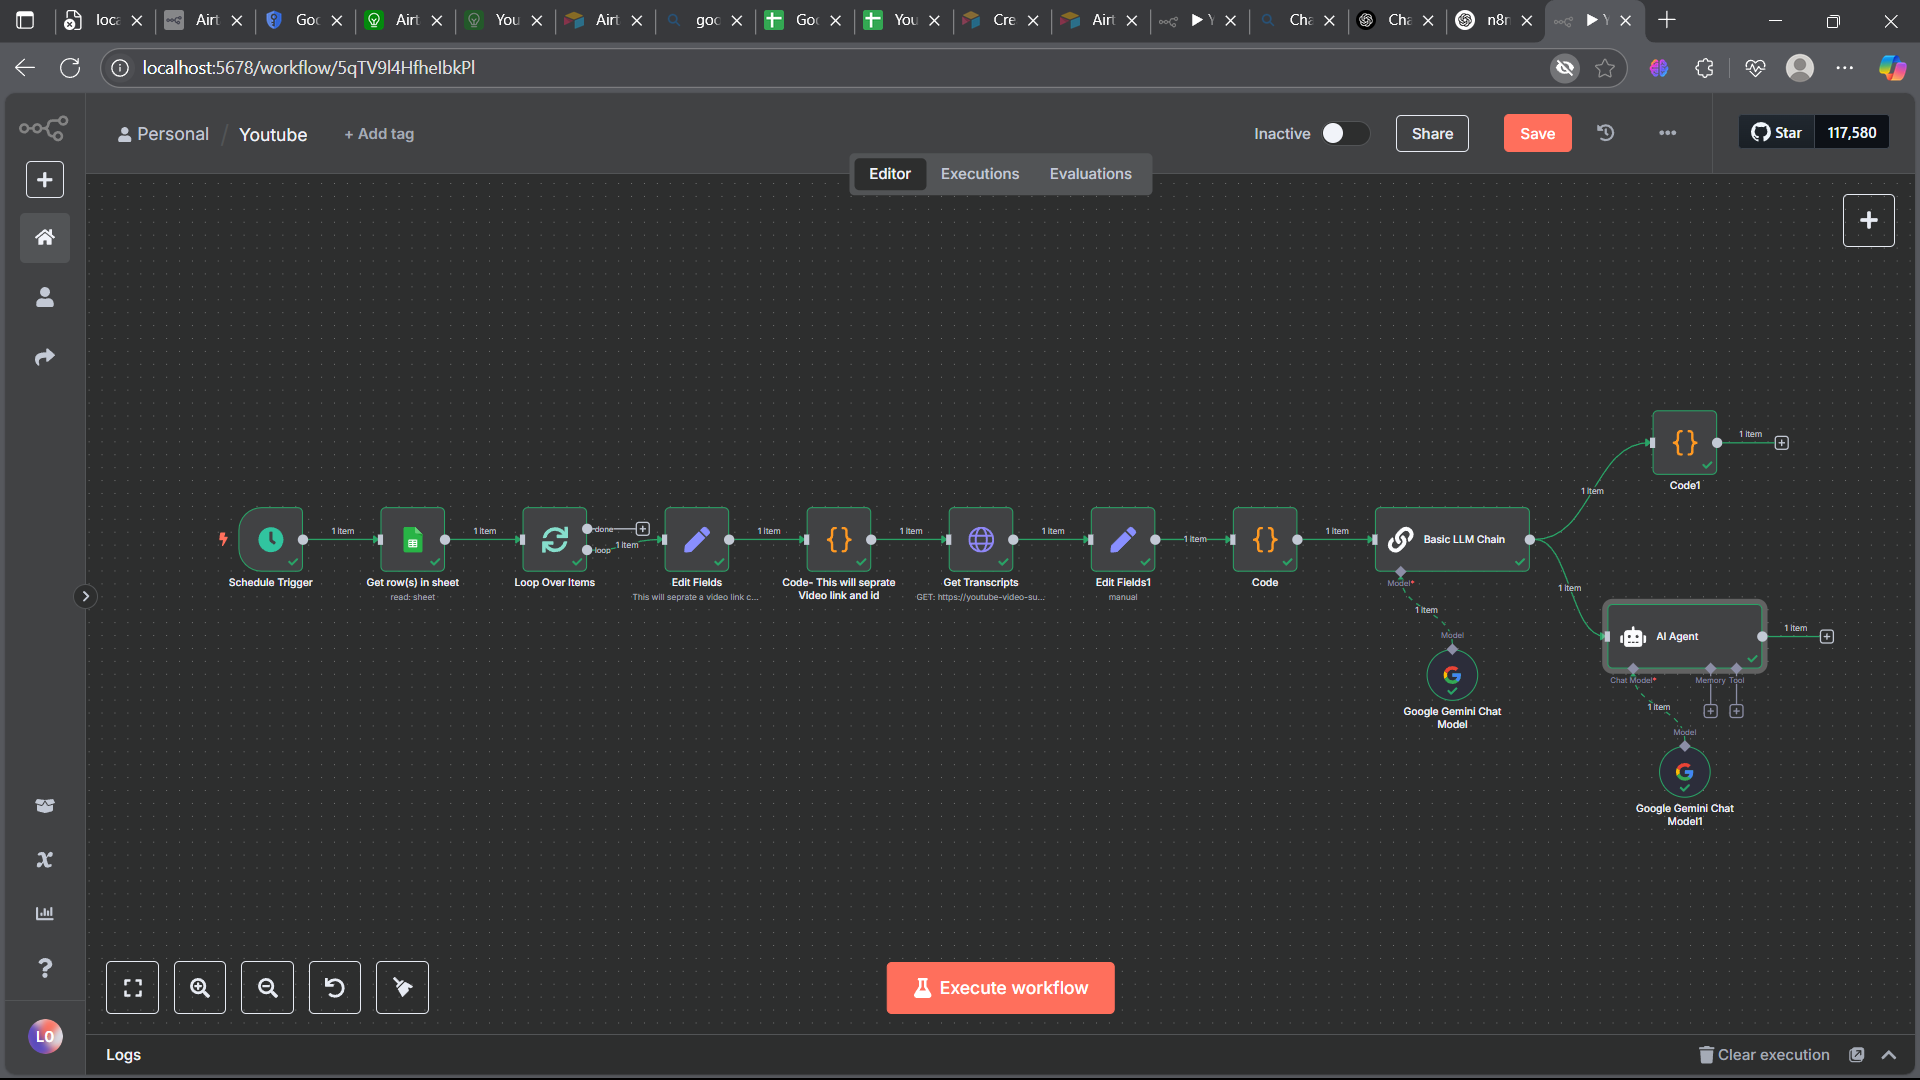 loca
Airt
Goo
Airt
You
Airt
goo
Goo
You
Cre
Airt
Y
Cha
Cha
n8n
Y
localhost:5678/workflow/5qTV9l4HfhelbkPl
Personal / Youtube + Add tag
Inactive
Share
Save
Star 117,580
Editor Executions Evaluations
1 item
Code1
1 item
1 item
Schedule Trigger
1 item
Get row(s) in sheet
read: sheet
1 item
Loop Over Items
done
loop
1 item
Edit Fields
This will seprate a video link c...
1 item
Code- This will seprate
Video link and id
1 item
Get Transcripts
GET: https://youtube-video-su...
1 item
Edit Fields1
manual
1 item
Code
1 item
Basic LLM Chain
Model*
1 item
Model
Google Gemini Chat
Model
1 item
AI Agent
1 item
Chat Model*
Memory
Tool
1 item
Model
Google Gemini Chat
Model1
Execute workflow
LO
Logs
Clear execution